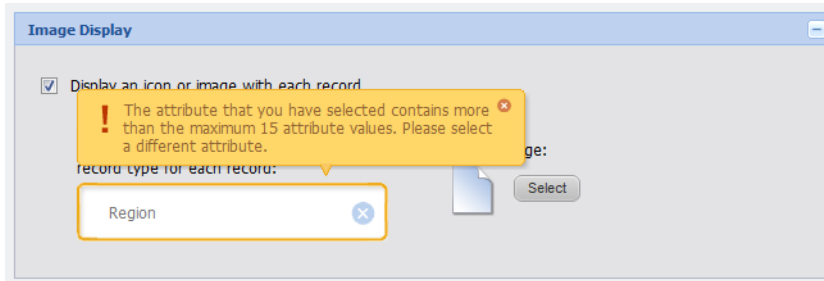 Image Display
Display an icon or image with each record
The attribute that you have selected contains more
than the maximum 15 attribute values. Please select
a different attribute.
record type for each record:
ge:
Region
Select